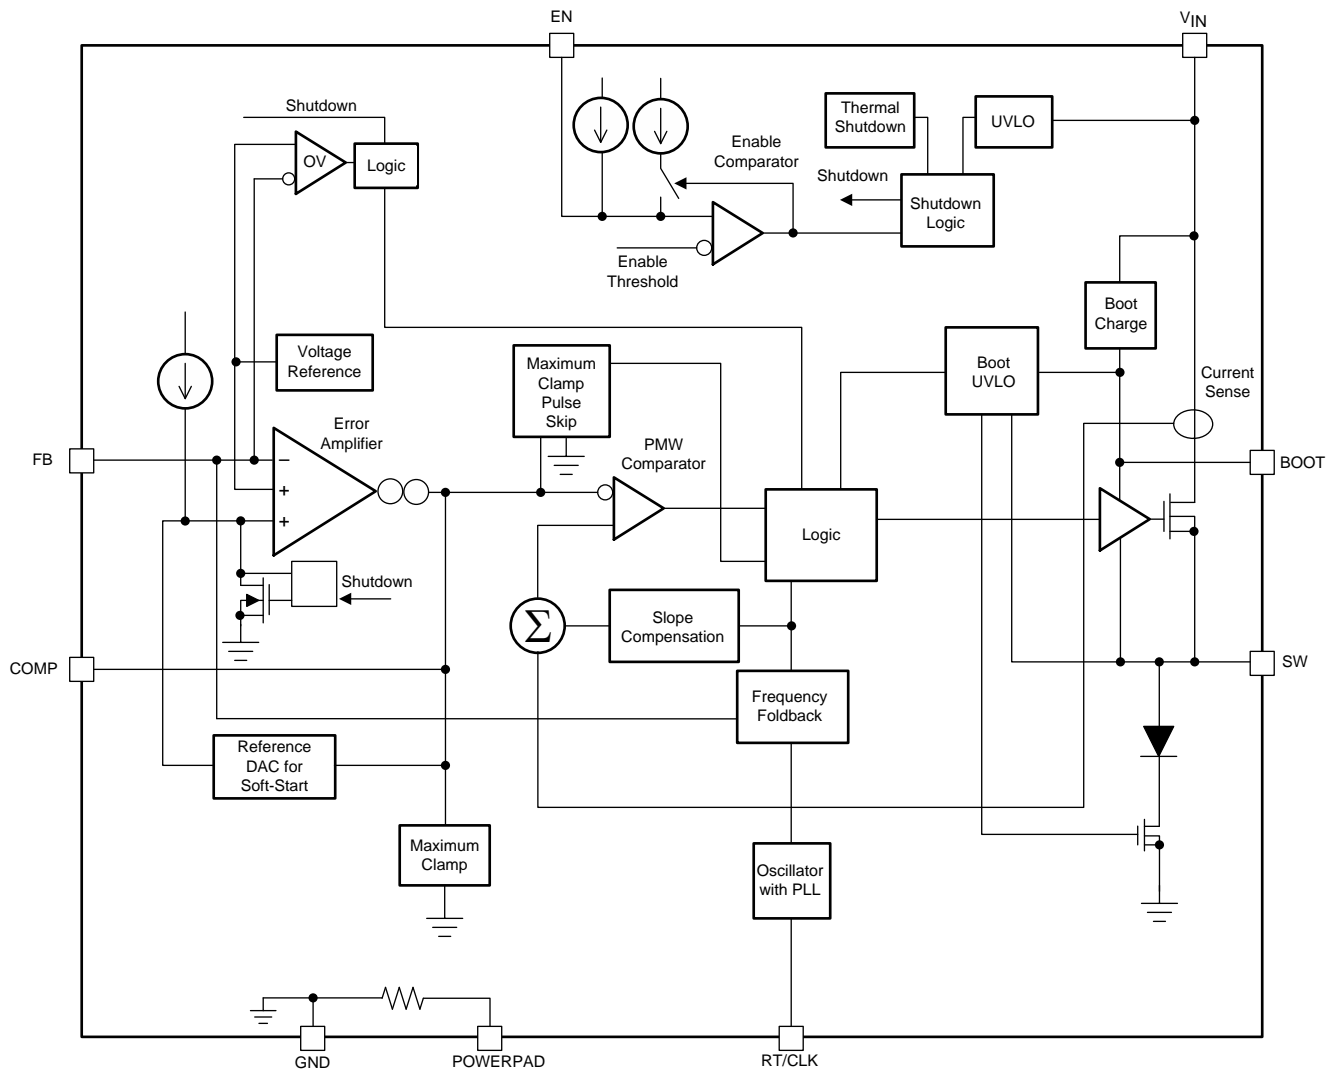 EN
VIN
Shutdown
OV
Logic
Thermal
Shutdown
UVLO
Enable
Comparator
Shutdown
Shutdown
Logic
Enable
Threshold
Boot
Charge
Voltage
Reference
Maximum
Clamp
Pulse
Skip
Boot
UVLO
Current
Sense
Error
Amplifier
PMW
Comparator
FB
−
+
+
BOOT
Logic
Shutdown
Σ
Slope
Compensation
COMP
SW
Frequency
Foldback
Reference
DAC for
Soft-Start
Maximum
Clamp
Oscillator
with PLL
GND
POWERPAD
RT/CLK